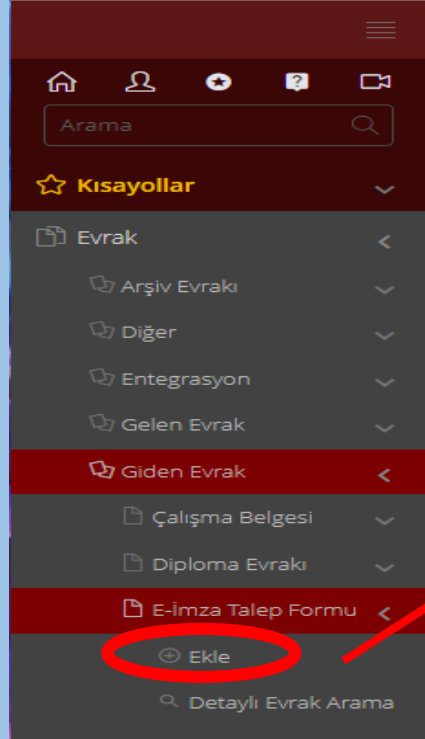 Arama
Kısayollar
Evrak
Arşiv Evrakı
Diğer
Entegrasyon
Gelen Evrak
Giden Evrak
Çalışma Belgesi
Diploma Evrakı
E-İmza Talep Formu
Ekle
Detaylı Evrak Arama